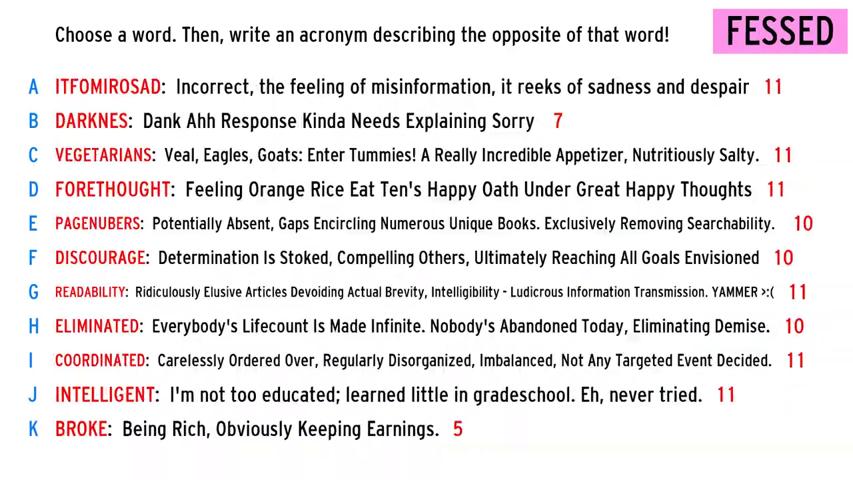 Choose a word. Then, write an acronym describing the opposite of that word!
FESSED
A ITFOMIROSAD: Incorrect, the feeling of misinformation, it reeks of sadness and despair 11
B DARKNES: Dank Ahh Response Kinda Needs Explaining Sorry 7
C VEGETARIANS: Veal, Eagles, Goats: Enter Tummies! A Really Incredible Appetizer, Nutritiously Salty. 11
D FORETHOUGHT: Feeling Orange Rice Eat Ten's Happy Oath Under Great Happy Thoughts 11
E PAGENUBERS: Potentially Absent, Gaps Encircling Numerous Unique Books. Exclusively Removing Searchability. 10
F DISCOURAGE: Determination Is Stoked, Compelling Others, Ultimately Reaching All Goals Envisioned 10
G READABILITY: Ridiculously Elusive Articles Devoiding Actual Brevity, Intelligibility - Ludicrous Information Transmission. YAMMER >:( 11
H ELIMINATED: Everybody's Lifecount Is Made Infinite. Nobody's Abandoned Today, Eliminating Demise. 10
I COORDINATED: Carelessly Ordered Over, Regularly Disorganized, Imbalanced, Not Any Targeted Event Decided. 11
J INTELLIGENT: I'm not too educated; learned little in gradeschool. Eh, never tried. 11
K BROKE: Being Rich, Obviously Keeping Earnings. 5